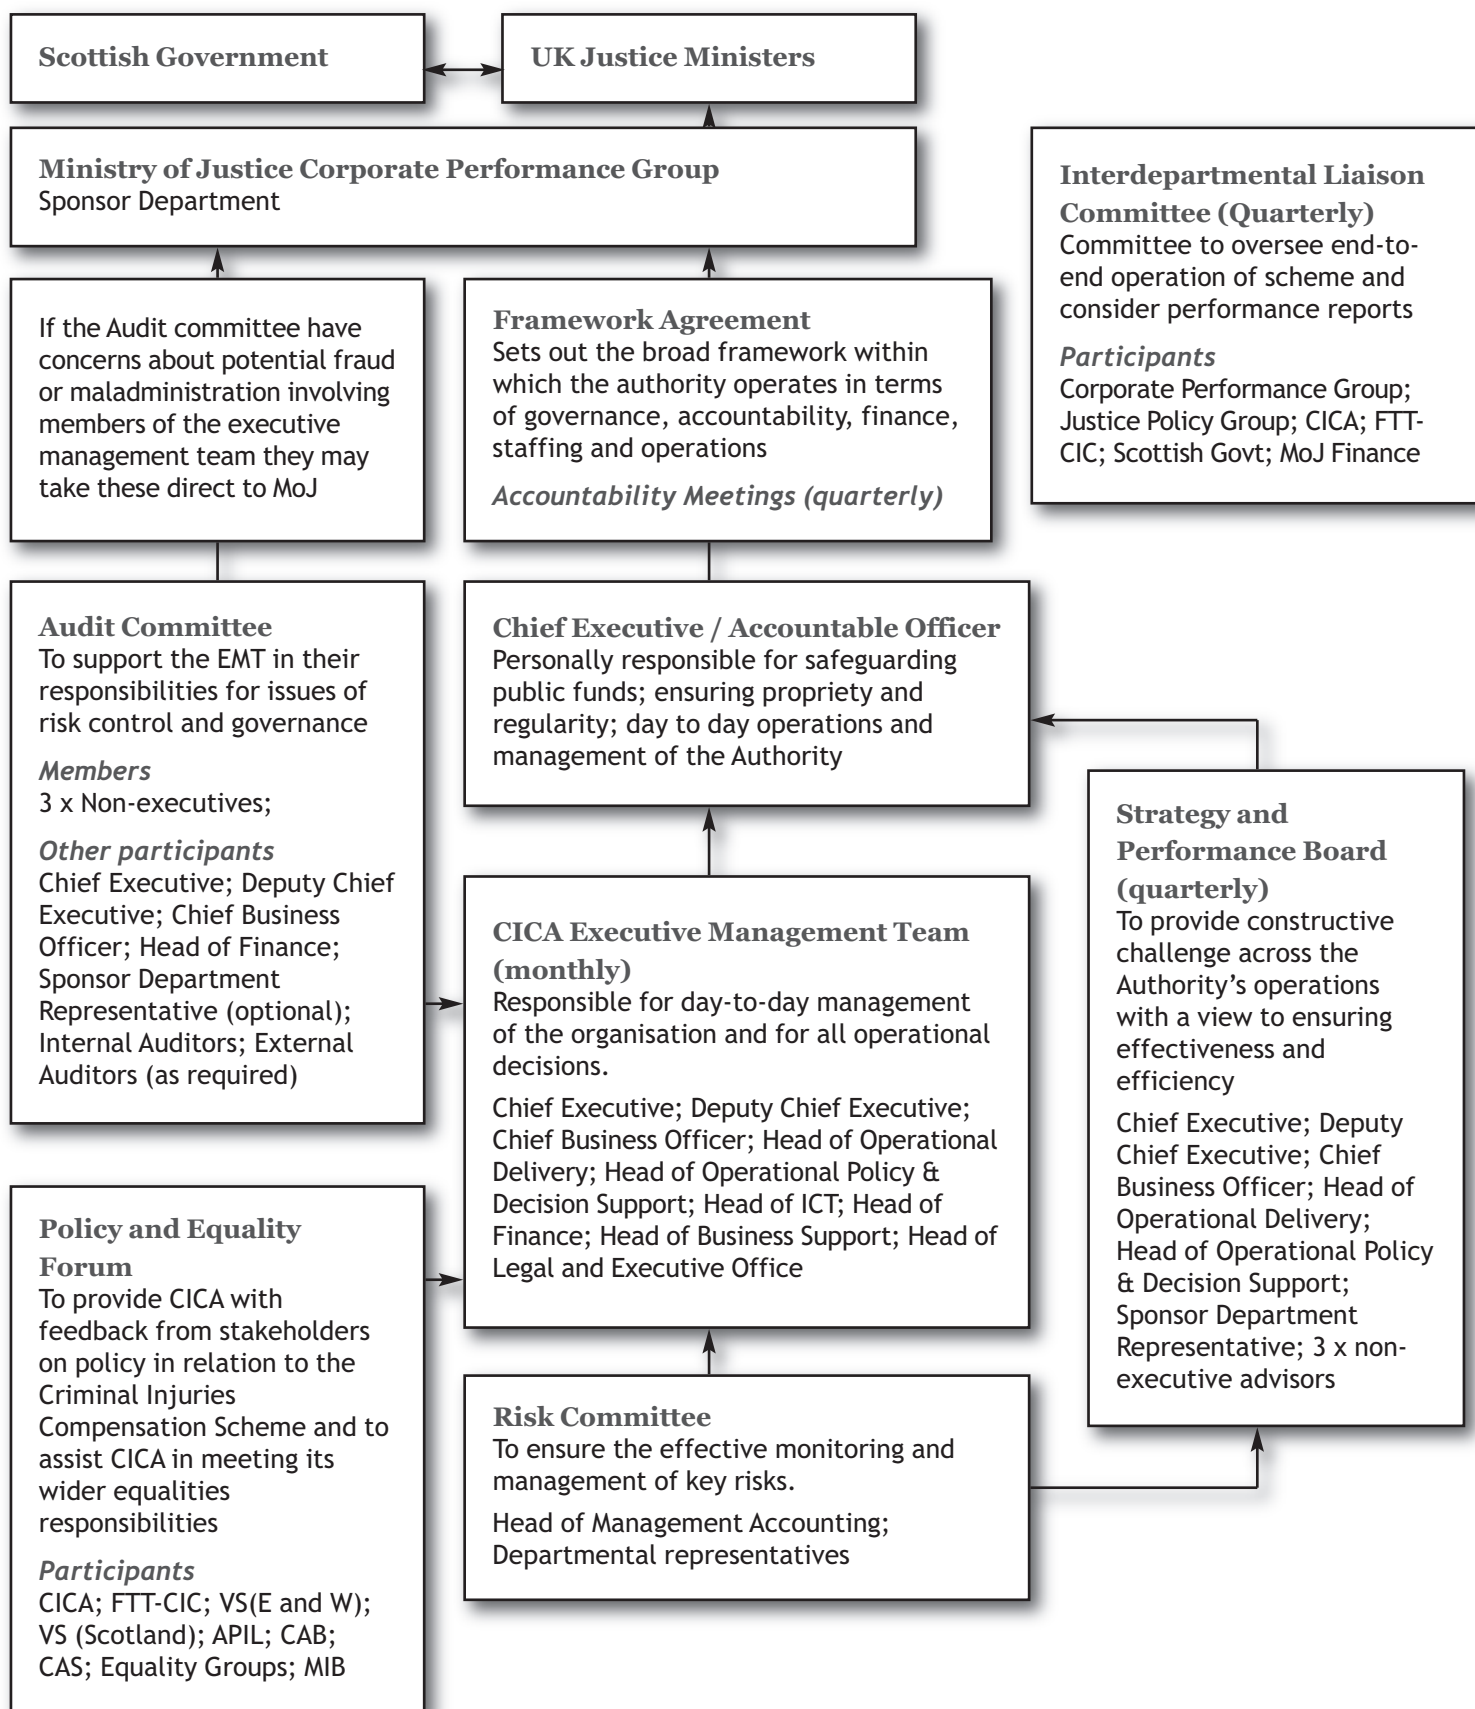 Scottish Government
UK Justice Ministers
Ministry of Justice Corporate Performance Group
Sponsor Department
Interdepartmental Liaison
Committee (Quarterly)
Committee to oversee end-to-
end operation of scheme and
consider performance reports
Participants
Corporate Performance Group;
Justice Policy Group; CICA; FTT-
CIC; Scottish Govt; MoJ Finance
If the Audit committee have
concerns about potential fraud
or maladministration involving
members of the executive
management team they may
take these direct to MoJ
Framework Agreement
Sets out the broad framework within
which the authority operates in terms
of governance, accountability, finance,
staffing and operations
Accountability Meetings (quarterly)
Audit Committee
To support the EMT in their
responsibilities for issues of
risk control and governance
Members
3 x Non-executives;
Other participants
Chief Executive; Deputy Chief
Executive; Chief Business
Officer; Head of Finance;
Sponsor Department
Representative (optional);
Internal Auditors; External
Auditors (as required)
Chief Executive / Accountable Officer
Personally responsible for safeguarding
public funds; ensuring propriety and
regularity; day to day operations and
management of the Authority
Strategy and
Performance Board
(quarterly)
To provide constructive
challenge across the
Authority’s operations
with a view to ensuring
effectiveness and
efficiency
Chief Executive; Deputy
Chief Executive; Chief
Business Officer; Head of
Operational Delivery;
Head of Operational Policy
& Decision Support;
Sponsor Department
Representative; 3 x non-
executive advisors
CICA Executive Management Team
(monthly)
Responsible for day-to-day management
of the organisation and for all operational
decisions.
Chief Executive; Deputy Chief Executive;
Chief Business Officer; Head of Operational
Delivery; Head of Operational Policy &
Decision Support; Head of ICT; Head of
Finance; Head of Business Support; Head of
Legal and Executive Office
Policy and Equality
Forum
To provide CICA with
feedback from stakeholders
on policy in relation to the
Criminal Injuries
Compensation Scheme and to
assist CICA in meeting its
wider equalities
responsibilities
Participants
CICA; FTT-CIC; VS(E and W);
VS (Scotland); APIL; CAB;
CAS; Equality Groups; MIB
Risk Committee
To ensure the effective monitoring and
management of key risks.
Head of Management Accounting;
Departmental representatives